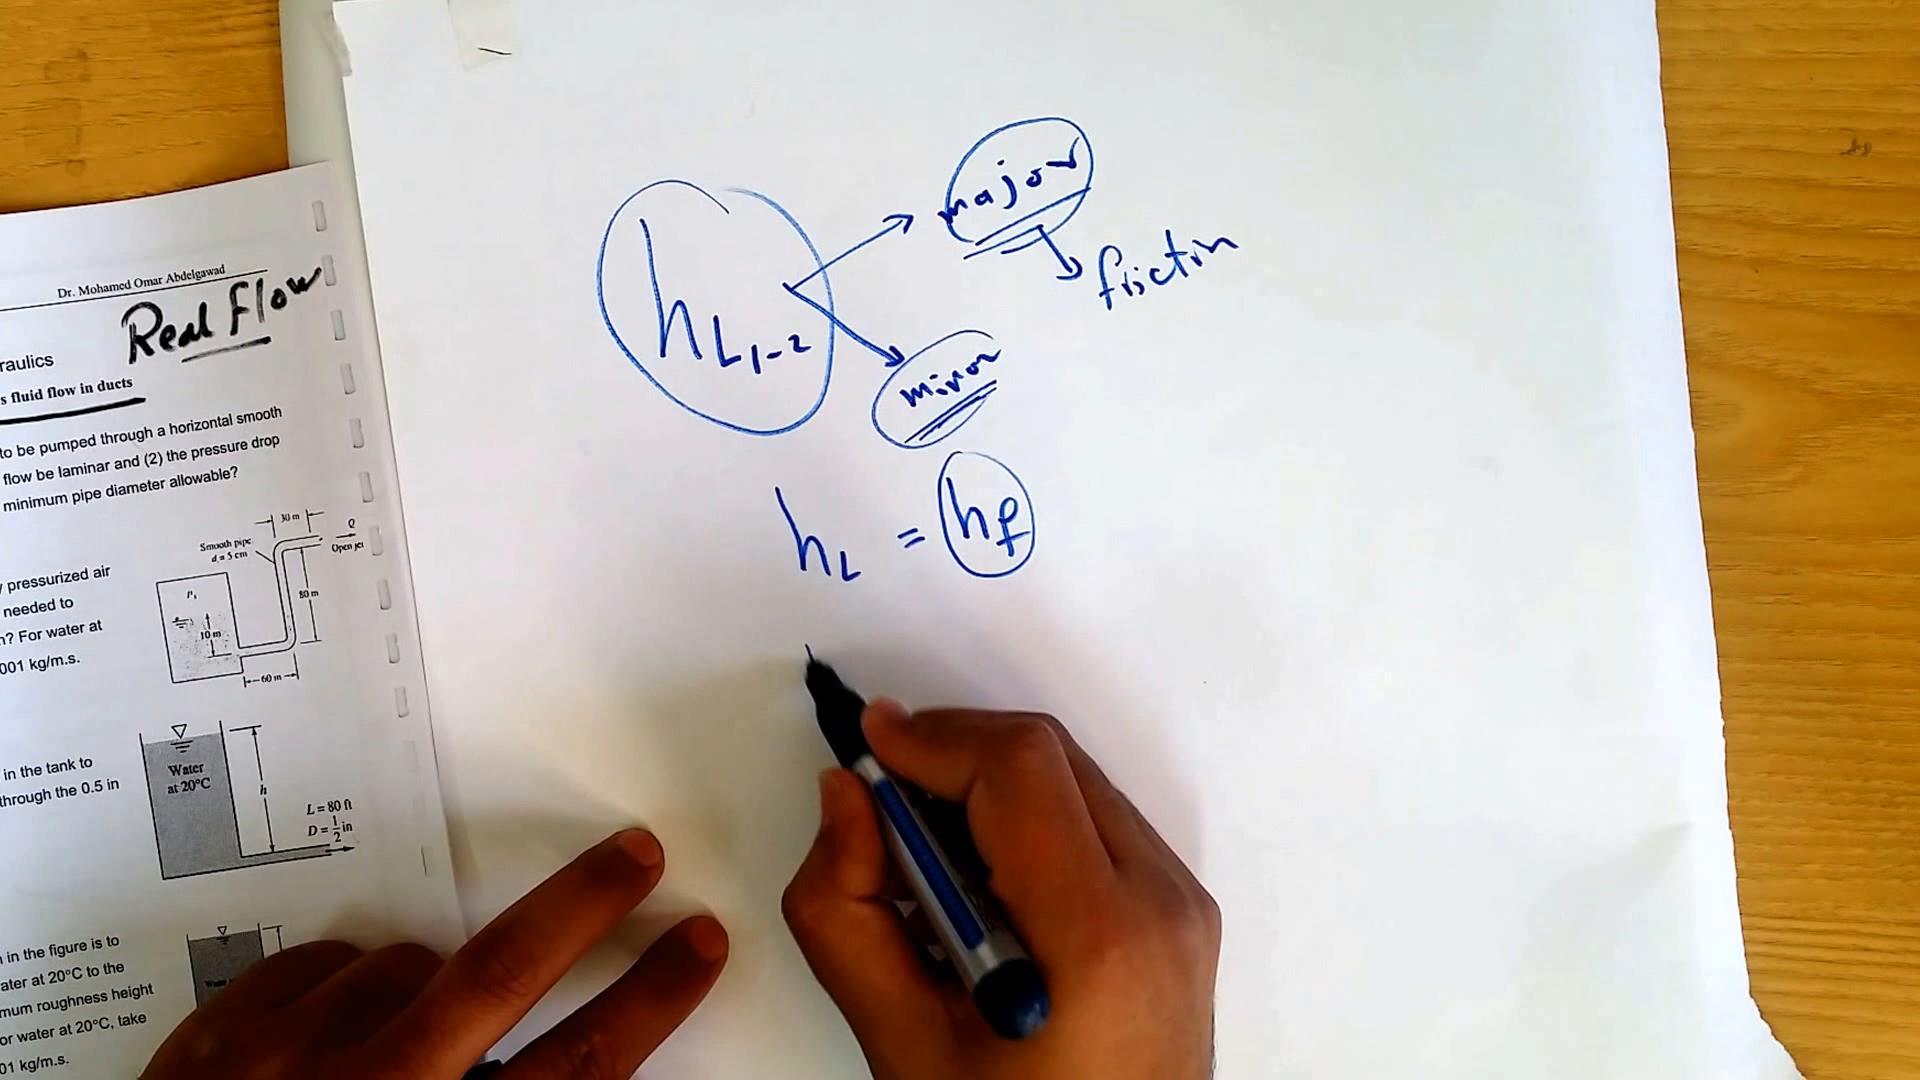 Dr. Mohamed Omar Abdelgawad
Real Flow
raulics
s fluid flow in ducts
to be pumped through a horizontal smooth
flow be laminar and (2) the pressure drop
minimum pipe diameter allowable?
30 m
Q
Smooth pipe
d = 5 cm
Open jet
y pressurized air
needed to
n? For water at
001 kg/m.s.
P₁
80 m
10 m
60 m
in the tank to
through the 0.5 in
Water
at 20°C
h
L = 80 ft
D = 1/2 in
in the figure is to
ater at 20°C to the
mum roughness height
or water at 20°C, take
01 kg/m.s.
major
frictin
h L 1-2
minor
h L = h f